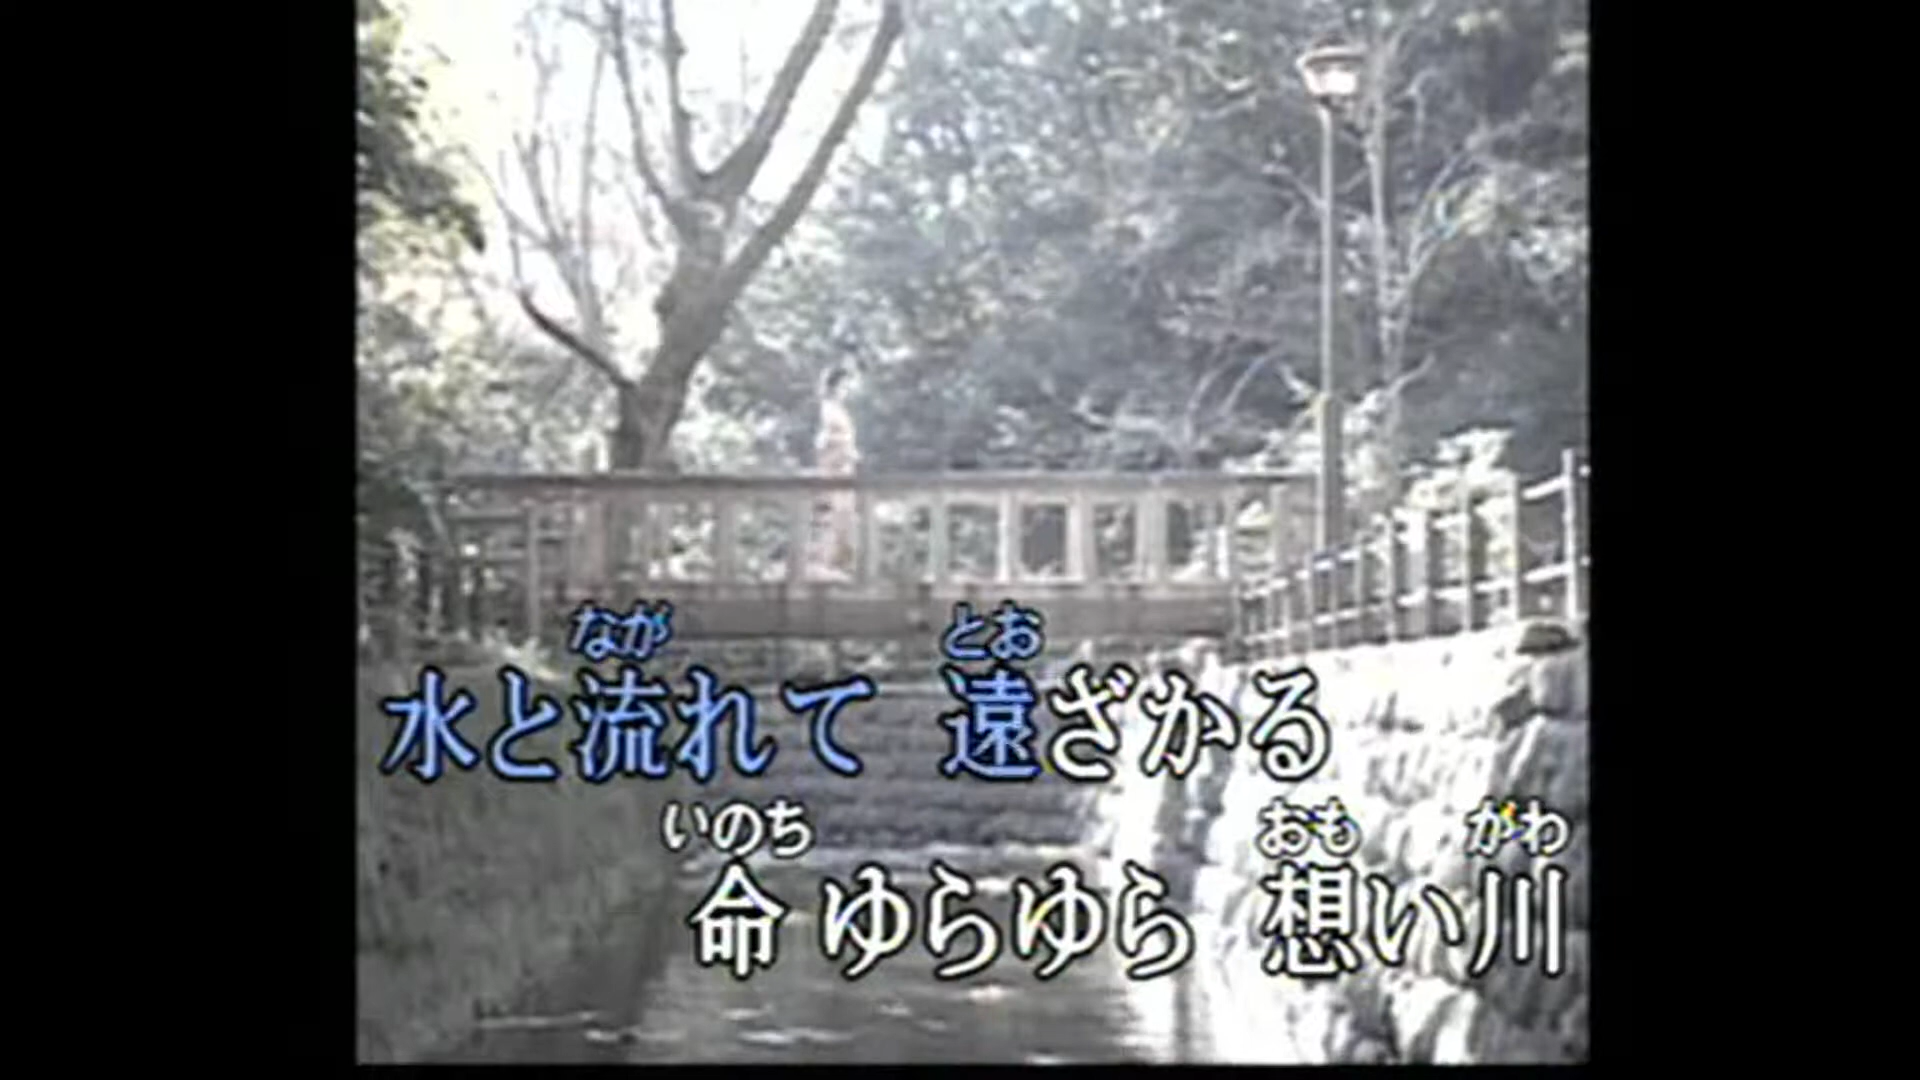 なが とお
水と流れて 遠ざかる
いのち おも がわ
命 ゆらゆら 想い川